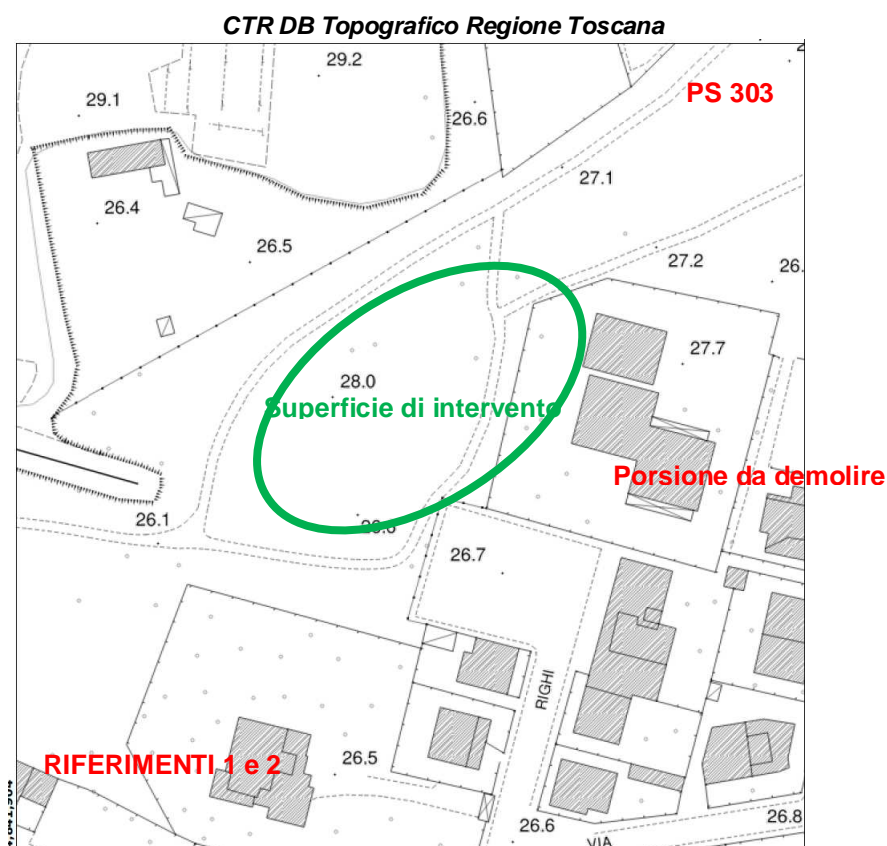 CTR DB Topografico Regione Toscana
29.2
29.1
PS 303
26.6
27.1
26.4
26.5
27.2
26.
27.7
28.0
Superficie di intervento
Porsione da demolire
26.1
26.7
RIGHI
RIFERIMENTI 1 e 2
26.5
26.6
26.8
VIA